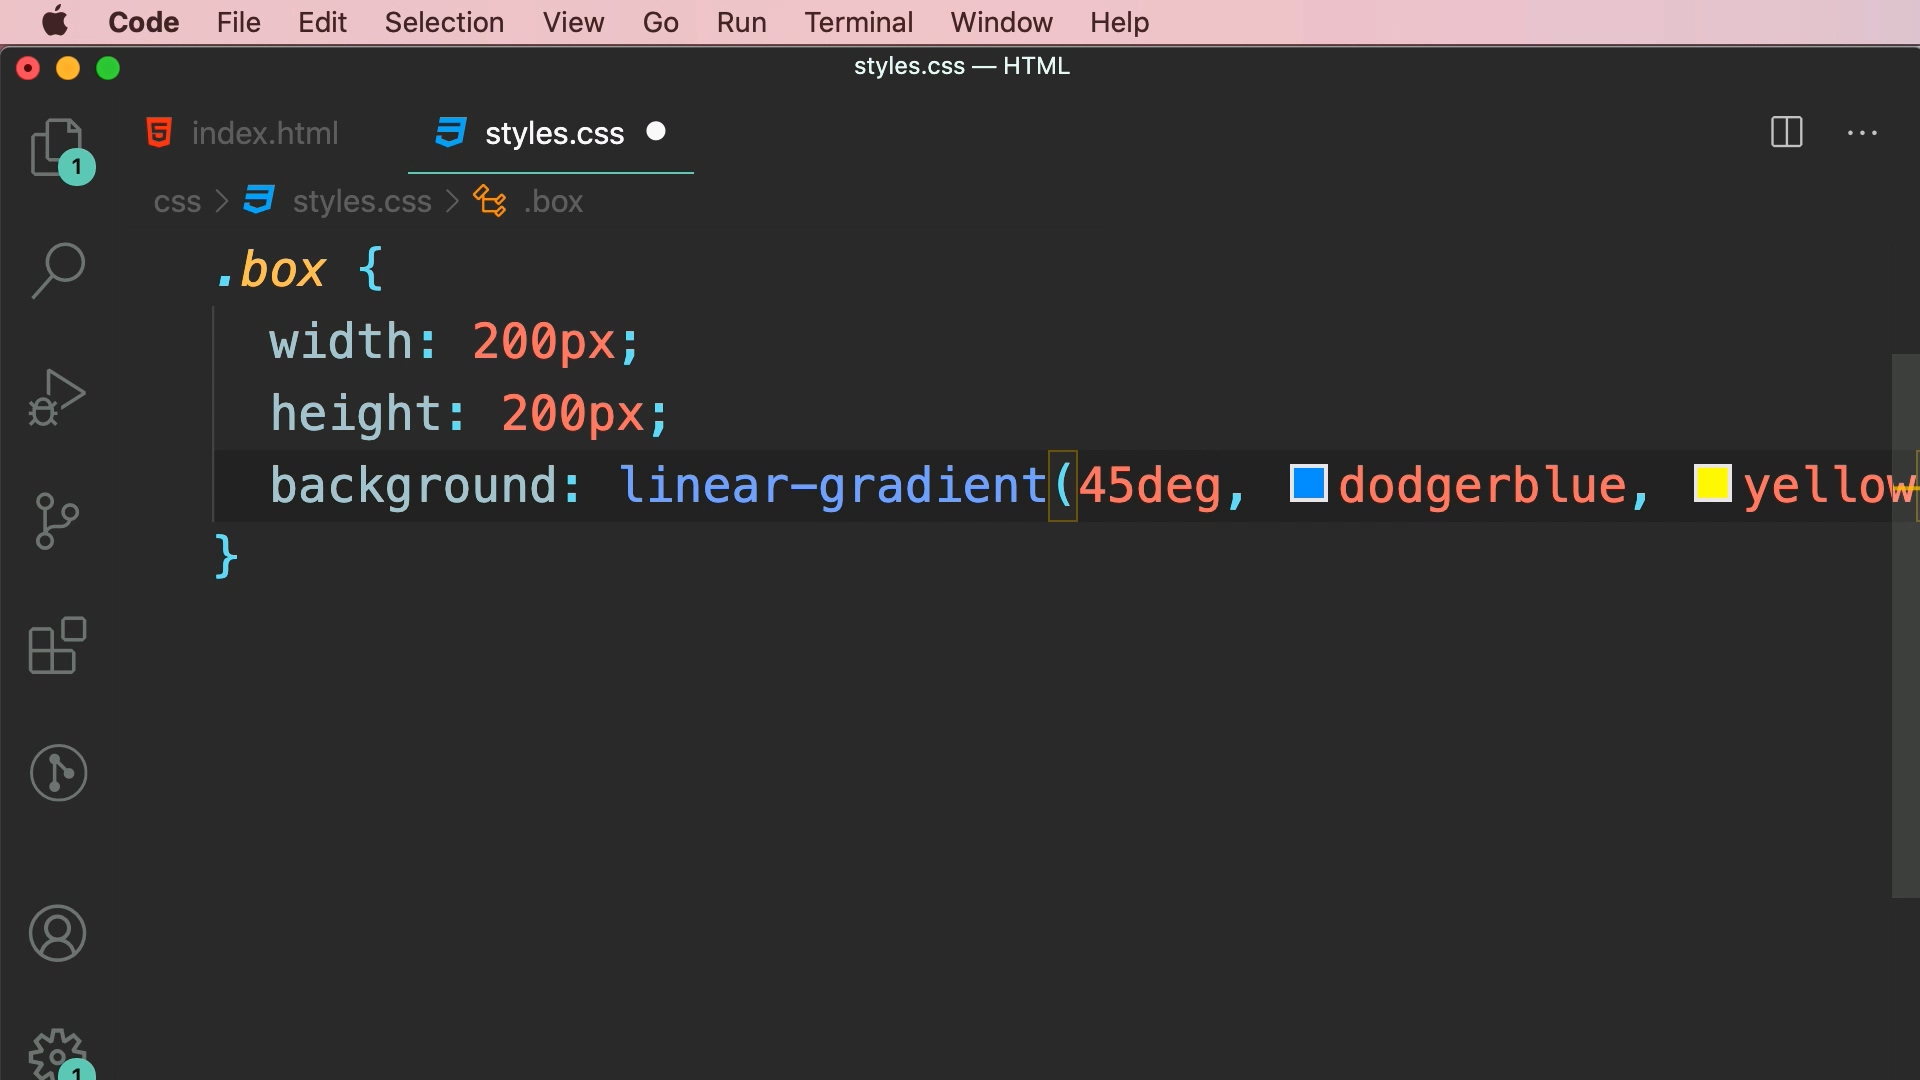 Code File Edit Selection View Go Run Terminal Window Help
styles.css — HTML
index.html styles.css
1
css > styles.css > .box
.box {
width: 200px;
height: 200px;
background: linear-gradient(45deg, dodgerblue, yellow
}
1